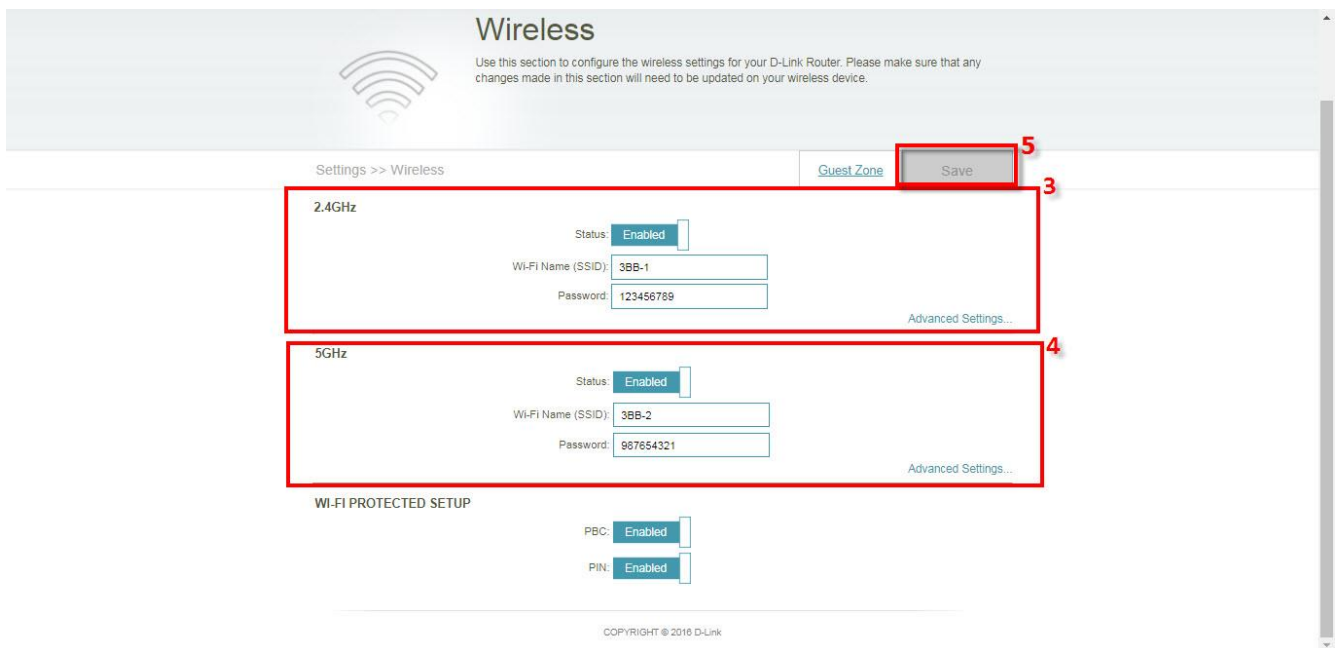 Wireless
Use this section to configure the wireless settings for your D-Link Router. Please make sure that any
changes made in this section will need to be updated on your wireless device.
5
Settings >> Wireless
Guest Zone
Save
3
2.4GHz
Status: Enabled
Wi-Fi Name (SSID): 3BB-1
Password: 123456789
Advanced Settings...
4
5GHz
Status: Enabled
Wi-Fi Name (SSID): 3BB-2
Password: 987654321
Advanced Settings...
WI-FI PROTECTED SETUP
PBC: Enabled
PIN: Enabled
COPYRIGHT © 2016 D-Link